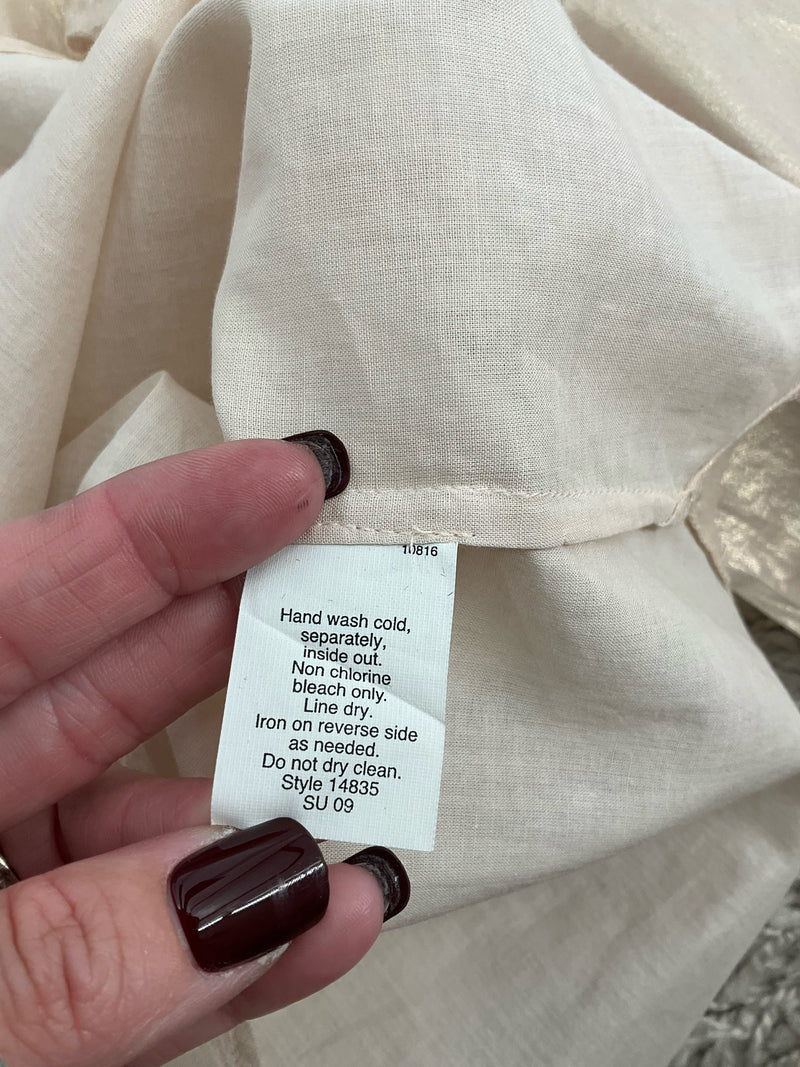 10816
Hand wash cold,
separately,
inside out.
Non chlorine
bleach only.
Line dry.
Iron on reverse side
as needed.
Do not dry clean.
Style 14835
SU 09